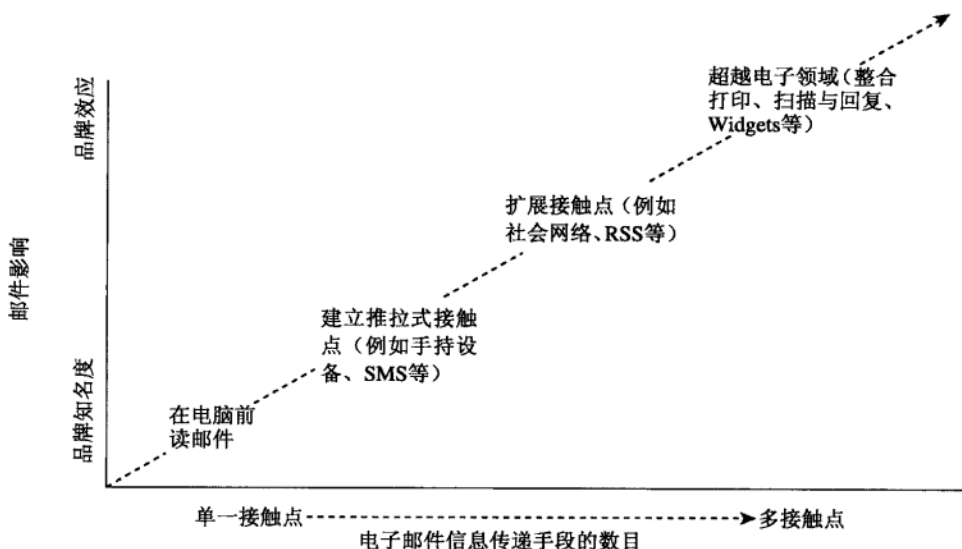 超越电子领域（整合
打印、扫描与回复、
Widgets等）
品牌效应
扩展接触点（例如
社会网络、RSS等）
邮件影响
建立推拉式接触
点（例如手持设
备、SMS等）
品牌知名度
在电脑前
读邮件
单一接触点
多接触点
电子邮件信息传递手段的数目